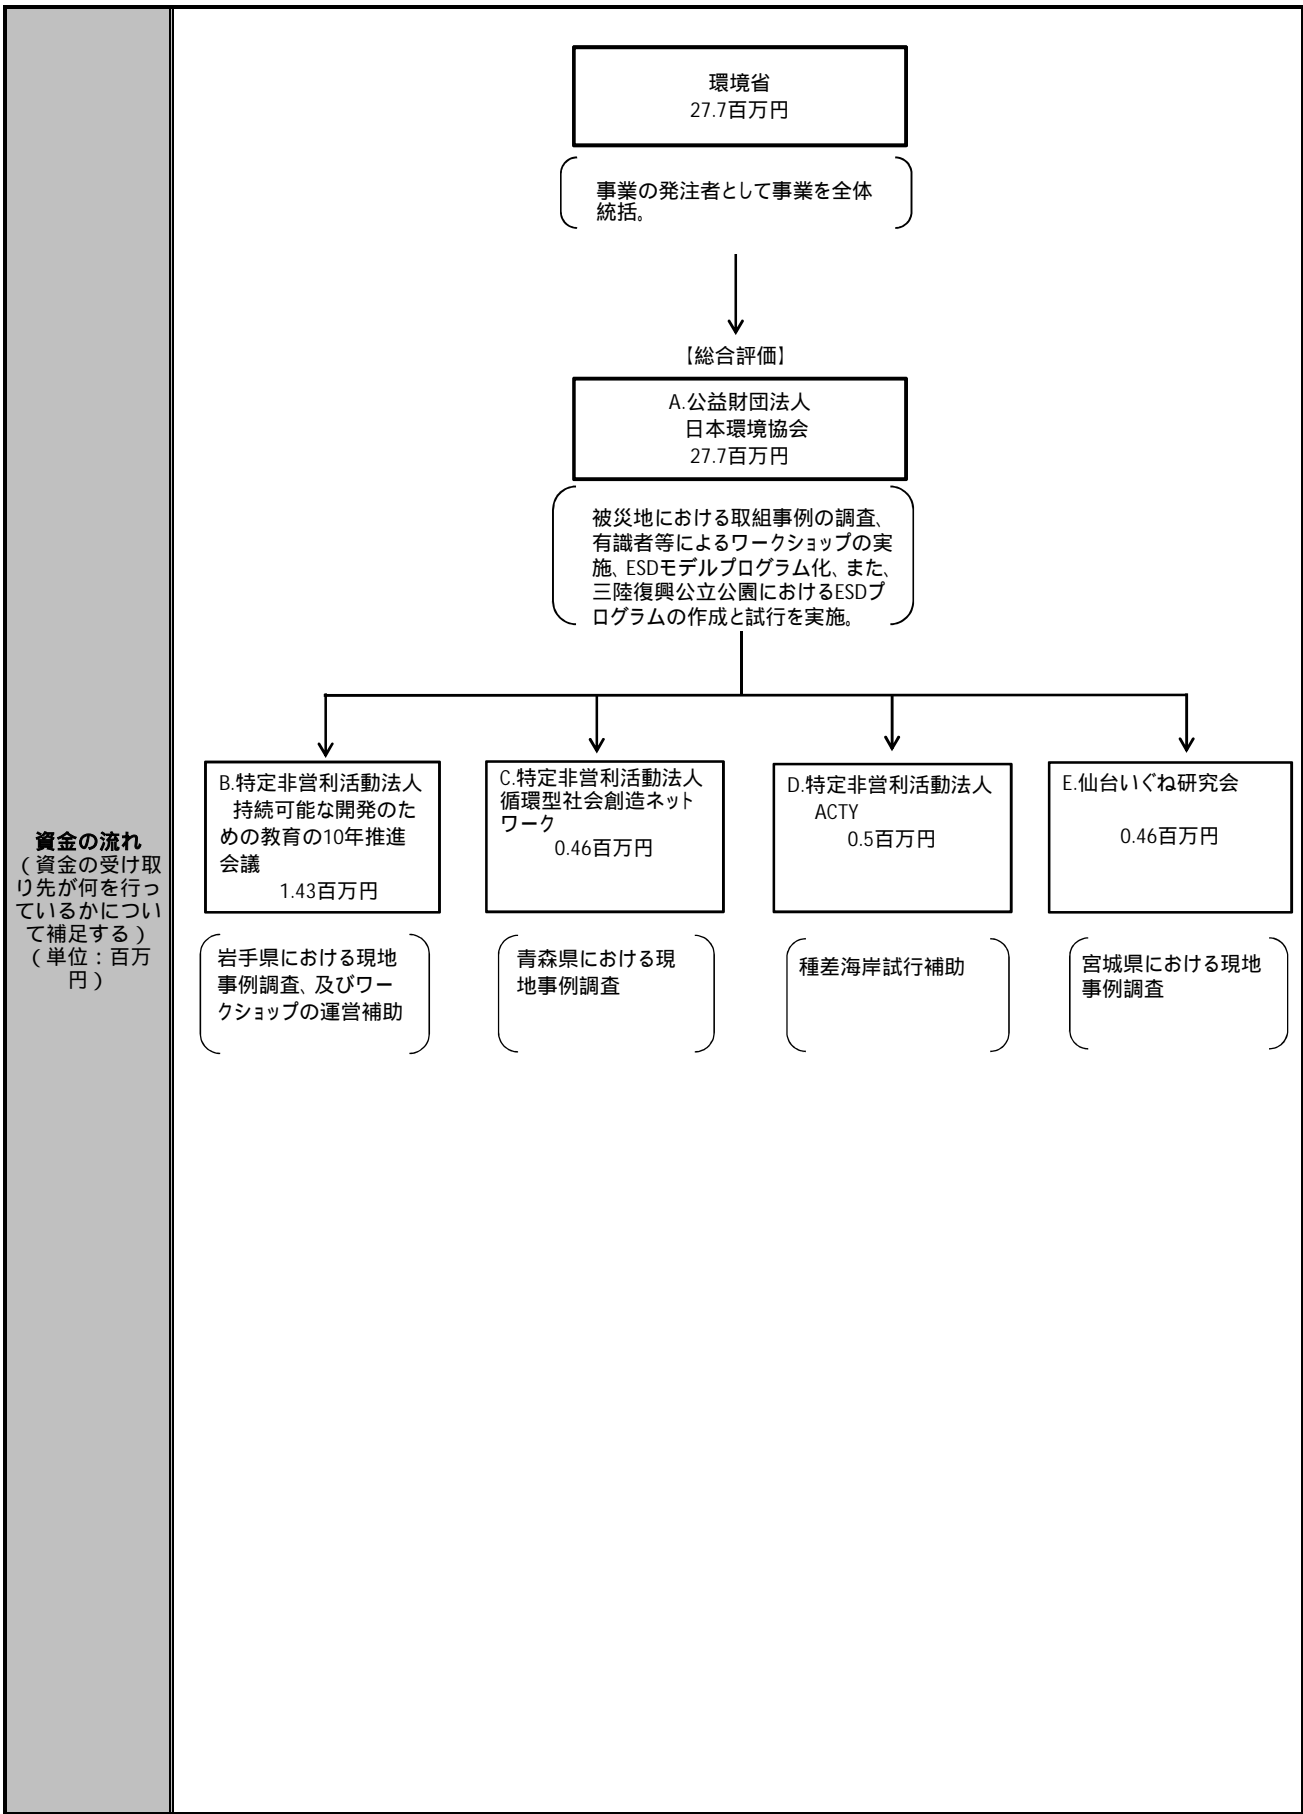 環境省
27.7百万円
事業の発注者として事業を全体
統括。
【総合評価】
A.公益財団法人
日本環境協会
27.7百万円
被災地における取組事例の調査、
有識者等によるワークショップの実
施、ESDモデルプログラム化、また、
三陸復興公立公園におけるESDプ
ログラムの作成と試行を実施。
B.特定非営利活動法人
持続可能な開発のた
めの教育の10年推進
会議
1.43百万円
C.特定非営利活動法人
循環型社会創造ネット
ワーク
0.46百万円
D.特定非営利活動法人
ACTY
0.5百万円
E.仙台いぐね研究会
0.46百万円
岩手県における現地
事例調査、及びワー
クショップの運営補助
青森県における現
地事例調査
種差海岸試行補助
宮城県における現地
事例調査
資金の流れ
（資金の受け取
り先が何を行っ
ているかについ
て補足する）
（単位：百万
円）